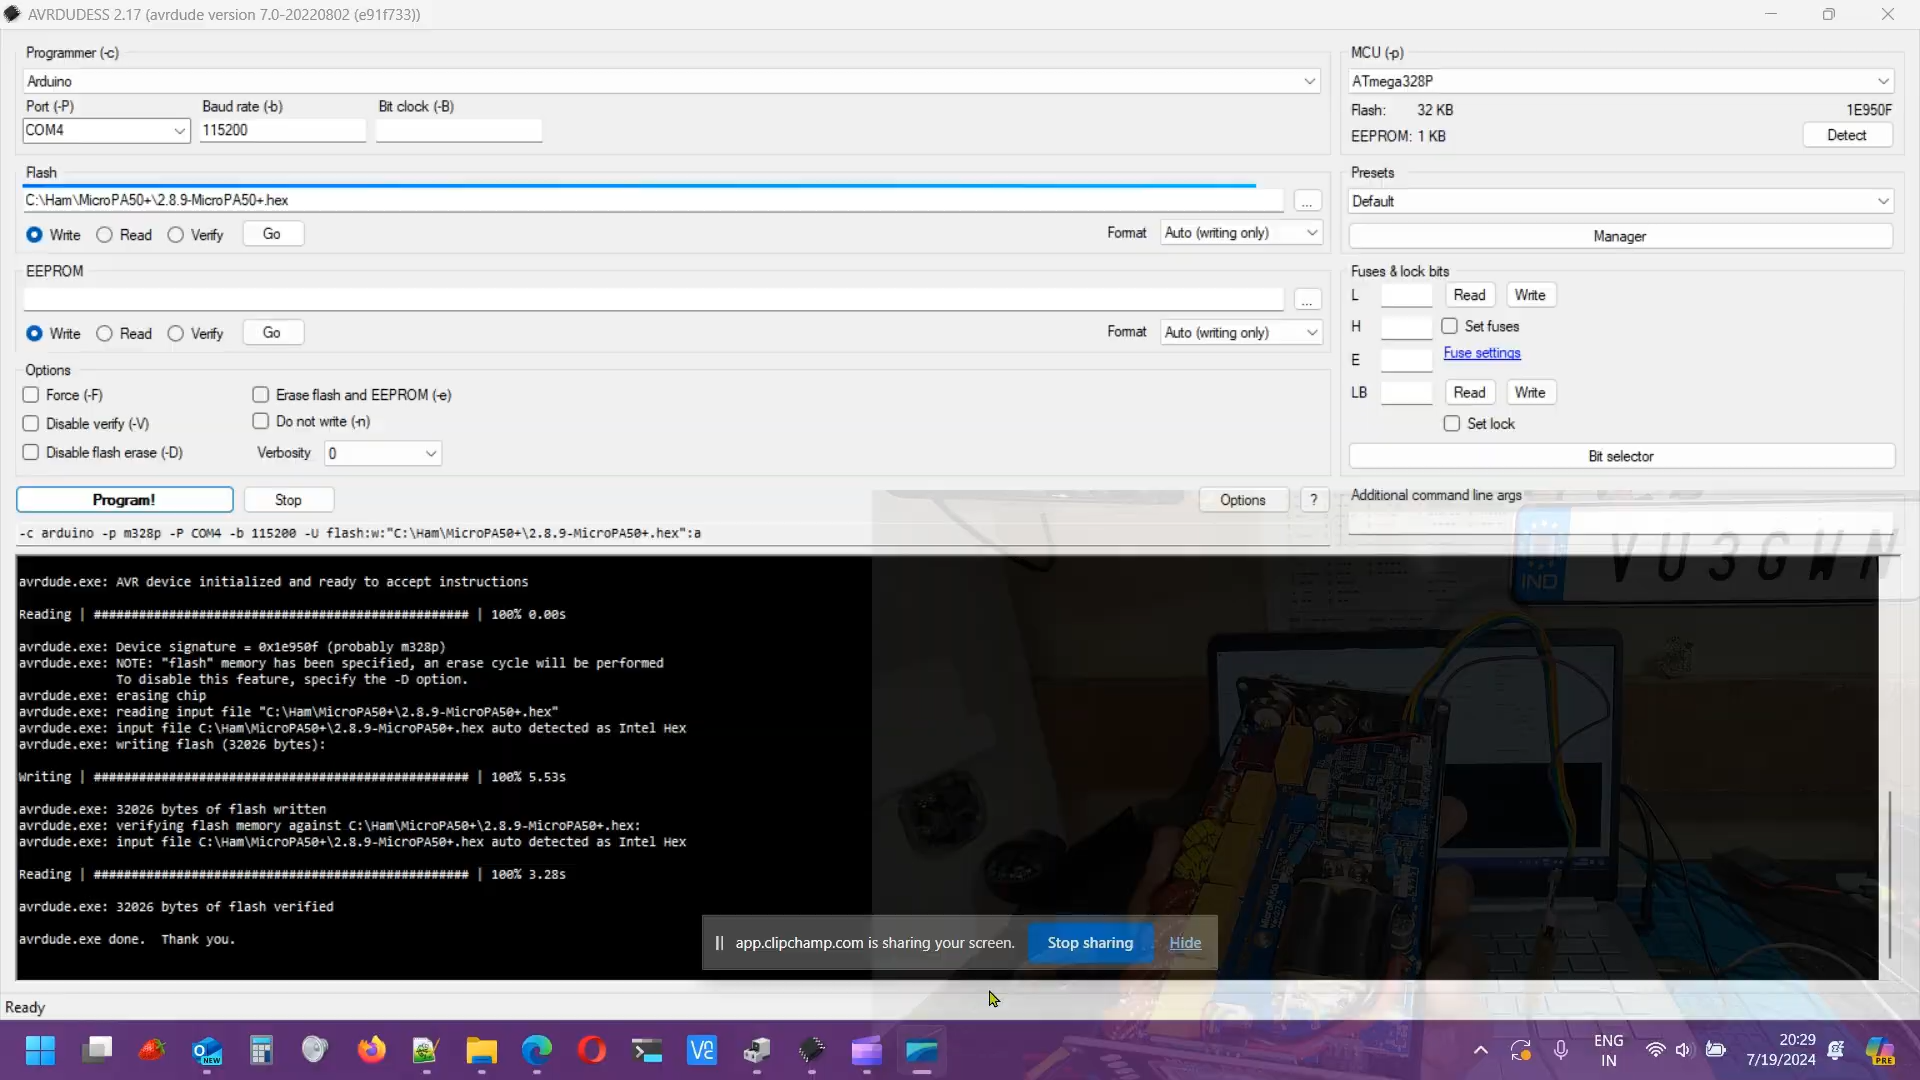 AVRDUDESS 2.17 (avrdude version 7.0-20220802 (e91f733))
Programmer (-c)
Arduino
Port (-P) Baud rate (-b) Bit clock (-B)
COM4 115200
MCU (-p)
ATmega328P
Flash: 32 KB 1E950F
EEPROM: 1 KB Detect
Flash
C:\Ham\MicroPA50+\2.8.9-MicroPA50+.hex ...
Write Read Verify Go Format Auto (writing only)
Presets
Default
Manager
EEPROM
...
Write Read Verify Go Format Auto (writing only)
Fuses & lock bits
L Read Write
H Set fuses
E Fuse settings
LB Read Write
Set lock
Bit selector
Options
Force (-F) Erase flash and EEPROM (-e)
Disable verify (-V) Do not write (-n)
Disable flash erase (-D) Verbosity 0
Program! Stop Options ?
Additional command line args
-c arduino -p m328p -P COM4 -b 115200 -U flash:w:"C:\Ham\MicroPA50+\2.8.9-MicroPA50+.hex":a
avrdude.exe: AVR device initialized and ready to accept instructions
Reading | ################################################## | 100% 0.00s
avrdude.exe: Device signature = 0x1e950f (probably m328p)
avrdude.exe: NOTE: "flash" memory has been specified, an erase cycle will be performed
To disable this feature, specify the -D option.
avrdude.exe: erasing chip
avrdude.exe: reading input file "C:\Ham\MicroPA50+\2.8.9-MicroPA50+.hex"
avrdude.exe: input file C:\Ham\MicroPA50+\2.8.9-MicroPA50+.hex auto detected as Intel Hex
avrdude.exe: writing flash (32026 bytes):
Writing | ################################################## | 100% 5.53s
avrdude.exe: 32026 bytes of flash written
avrdude.exe: verifying flash memory against C:\Ham\MicroPA50+\2.8.9-MicroPA50+.hex:
avrdude.exe: input file C:\Ham\MicroPA50+\2.8.9-MicroPA50+.hex auto detected as Intel Hex
Reading | ################################################## | 100% 3.28s
avrdude.exe: 32026 bytes of flash verified
avrdude.exe done.  Thank you.
IND VU3GWN
MicroPA50
app.clipchamp.com is sharing your screen. Stop sharing Hide
Ready
NEW
VE
ENG
IN
20:29
7/19/2024
PRE